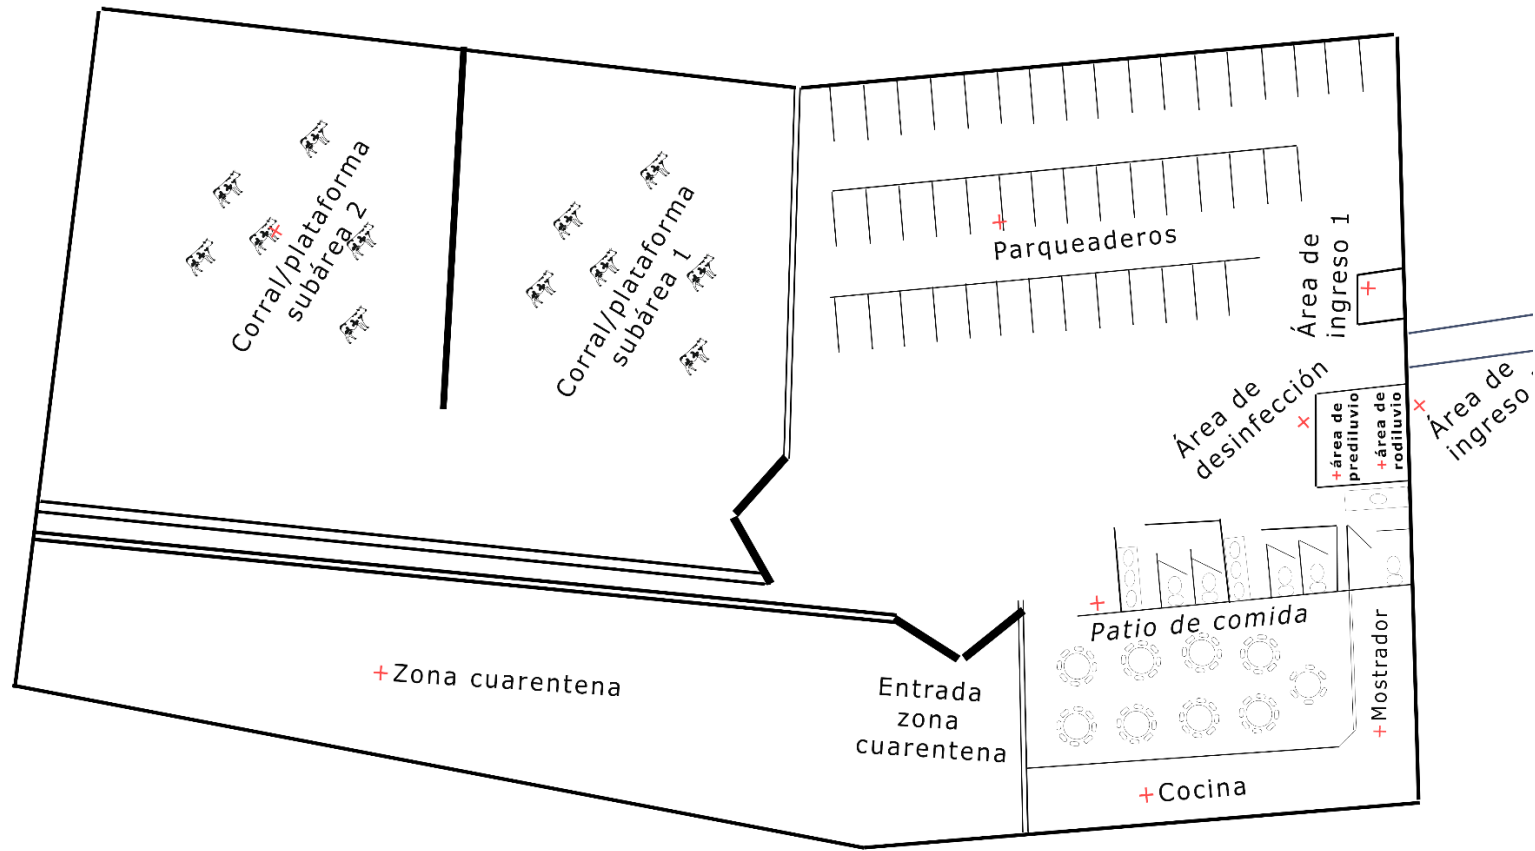 Corral/plataforma
subárea 2
Corral/plataforma
subárea 1
Parqueaderos
Área de
ingreso 1
Área de
desinfección
área de
prediluvio
área de
rodiluvio
Área de
ingreso
Patio de comida
Mostrador
Zona cuarentena
Entrada
zona
cuarentena
Cocina